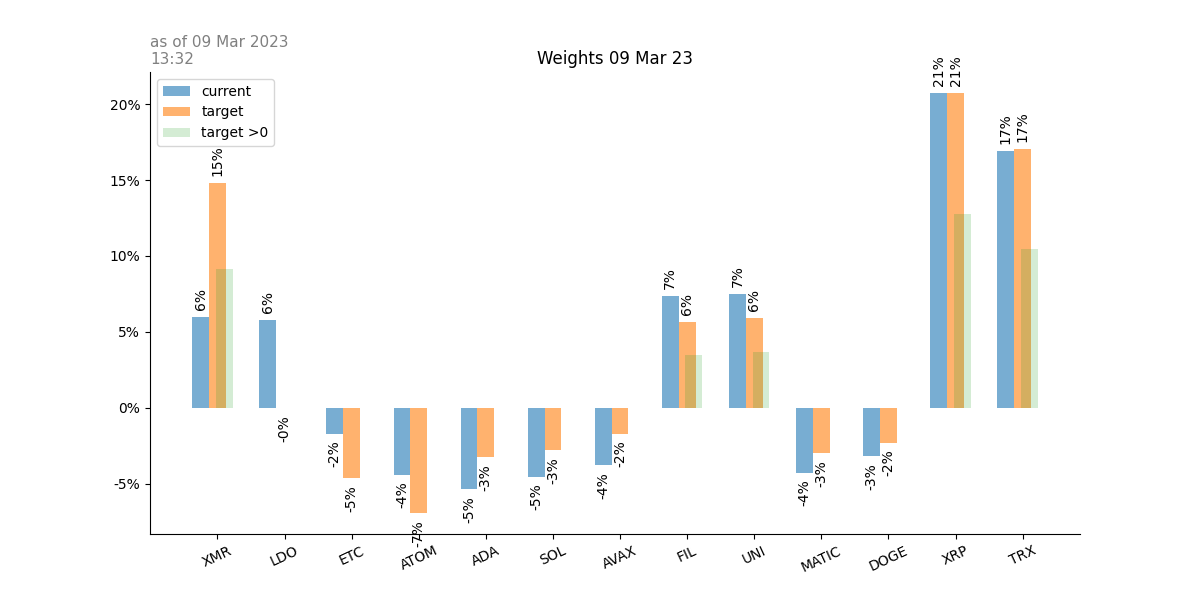 as of 09 Mar 2023
13:32
Weights 09 Mar 23
current
target
target >0
20%
15%
10%
5%
0%
-5%
6%
15%
6%
-0%
-2%
-5%
-4%
-7%
-5%
-3%
-5%
-3%
-4%
-2%
7%
6%
7%
6%
-4%
-3%
-3%
-2%
21%
21%
17%
17%
XMR
LDO
ETC
ATOM
ADA
SOL
AVAX
FIL
UNI
MATIC
DOGE
XRP
TRX